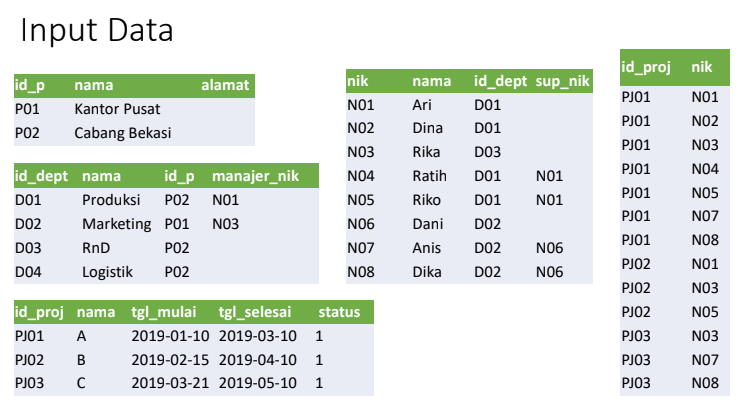 Input Data
id_p nama alamat
P01 Kantor Pusat
P02 Cabang Bekasi
id_dept nama id_p manajer_nik
D01 Produksi P02 N01
D02 Marketing P01 N03
D03 RnD P02
D04 Logistik P02
id_proj nama tgl_mulai tgl_selesai status
PJ01 A 2019-01-10 2019-03-10 1
PJ02 B 2019-02-15 2019-04-10 1
PJ03 C 2019-03-21 2019-05-10 1
nik nama id_dept sup_nik
N01 Ari D01
N02 Dina D01
N03 Rika D03
N04 Ratih D01 N01
N05 Riko D01 N01
N06 Dani D02
N07 Anis D02 N06
N08 Dika D02 N06
id_proj nik
PJ01 N01
PJ01 N02
PJ01 N03
PJ01 N04
PJ01 N05
PJ01 N07
PJ01 N08
PJ02 N01
PJ02 N03
PJ02 N05
PJ03 N03
PJ03 N07
PJ03 N08